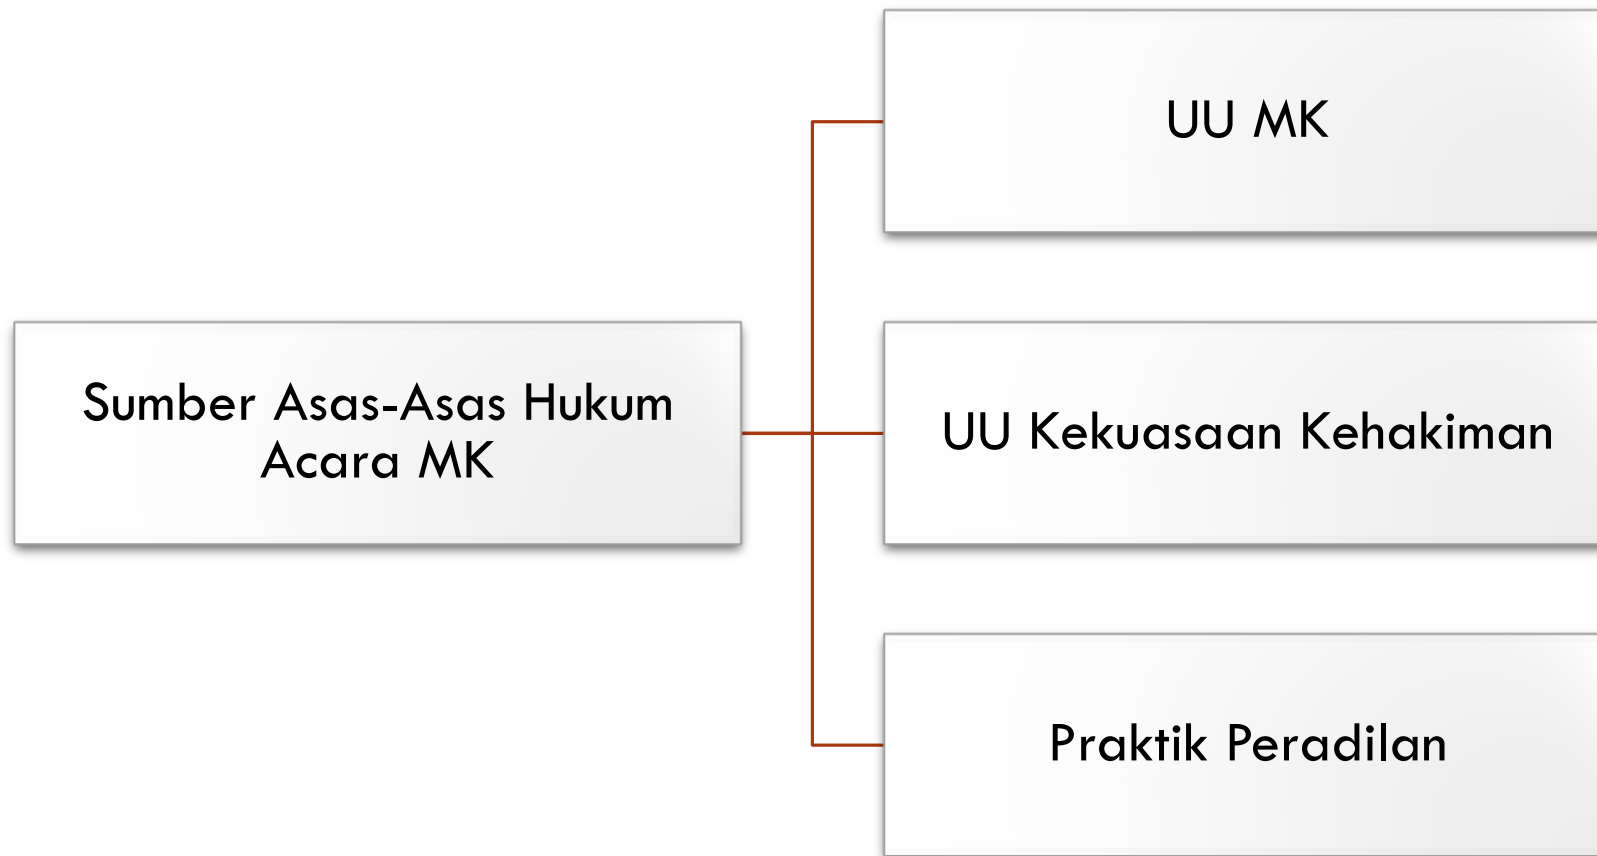 UU MK
Sumber Asas-Asas Hukum
Acara MK
UU Kekuasaan Kehakiman
Praktik Peradilan